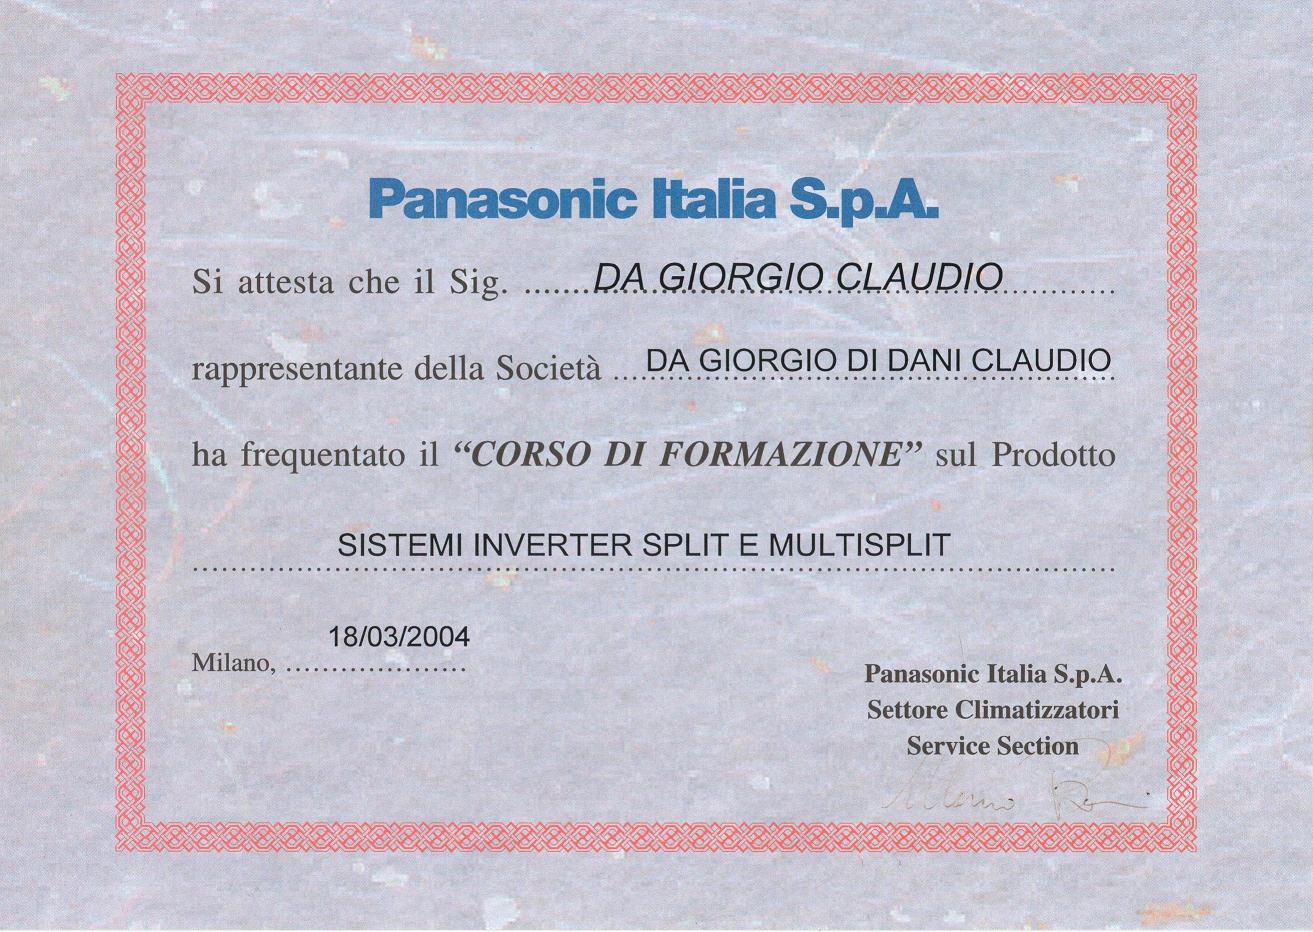 Panasonic Italia S.p.A.
Si attesta che il Sig. .......DA GIORGIO CLAUDIO.............
rappresentante della Società ....DA GIORGIO DI DANI CLAUDIO
ha frequentato il “CORSO DI FORMAZIONE” sul Prodotto
SISTEMI INVERTER SPLIT E MULTISPLIT
18/03/2004
Milano, ....................
Panasonic Italia S.p.A.
Settore Climatizzatori
Service Section